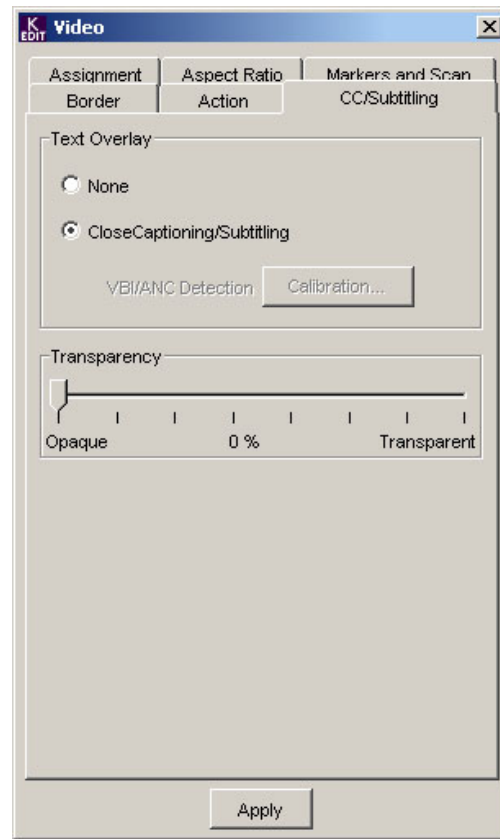 K EDIT Video
Assignment Aspect Ratio Markers and Scan
Border Action CC/Subtitling
Text Overlay
None
CloseCaptioning/Subtitling
VBI/ANC Detection Calibration...
Transparency
Opaque 0 % Transparent
Apply